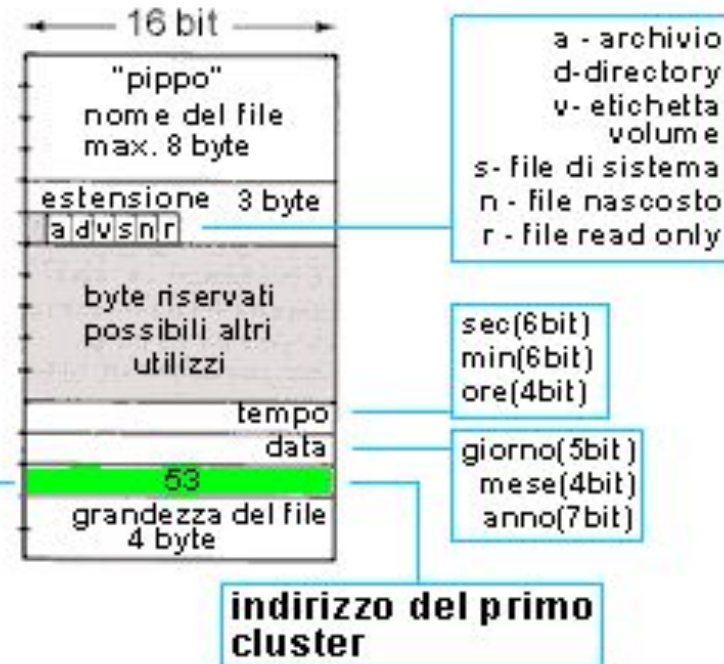 16 bit
"pippo"
nome del file
max. 8 byte
estensione 3 byte
a d v s n r
byte riservati
possibili altri
utilizzi
tempo
data
53
grandezza del file
4 byte
a - archivio
d-directory
v- etichetta
volume
s- file di sistema
n - file nascosto
r - file read only
sec(6bit)
min(6bit)
ore(4bit)
giorno(5bit)
mese(4bit)
anno(7bit)
indirizzo del primo
cluster